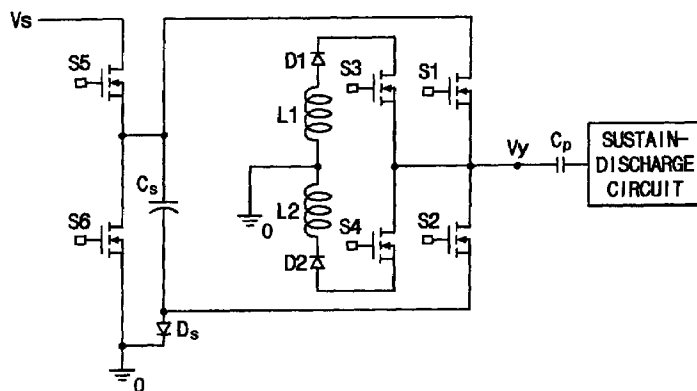 Vs
S5
S6
Cs
Ds
0
D1
L1
L2
D2
0
S3
S4
S1
S2
Vy
Cp
SUSTAIN-
DISCHARGE
CIRCUIT